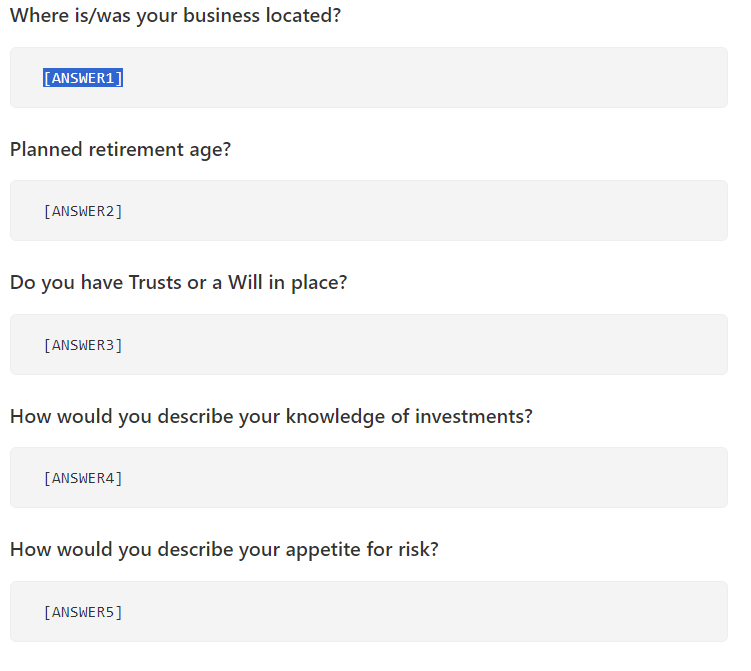 Where is/was your business located?
[ANSWER1]
Planned retirement age?
[ANSWER2]
Do you have Trusts or a Will in place?
[ANSWER3]
How would you describe your knowledge of investments?
[ANSWER4]
How would you describe your appetite for risk?
[ANSWER5]